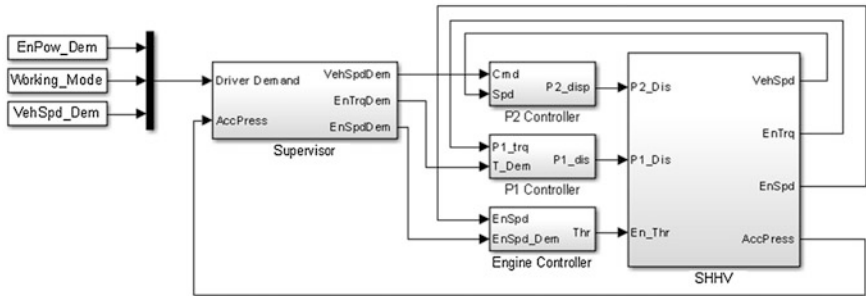 EnPow_Dem
Working_Mode
VehSpd_Dem
Driver Demand
AccPress
VehSpdDem
EnTrqDem
EnSpdDem
Supervisor
Cmd
Spd
P2_disp
P2 Controller
P1_trq
T_Dem
P1_dis
P1 Controller
EnSpd
EnSpd_Dem
Thr
Engine Controller
P2_Dis
P1_Dis
En_Thr
VehSpd
EnTrq
EnSpd
AccPress
SHHV